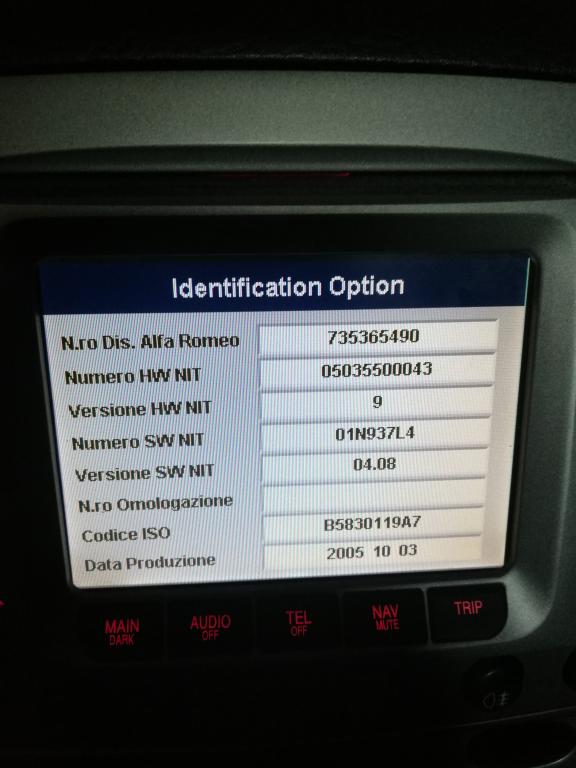 Identification Option
N.ro Dis. Alfa Romeo 735365490
Numero HW NIT 05035500043
Versione HW NIT 9
Numero SW NIT 01N937L4
Versione SW NIT 04.08
N.ro Omologazione
Codice ISO B5830119A7
Data Produzione 2005 10 03
MAIN AUDIO TEL NAV TRIP
DARK OFF OFF MUTE